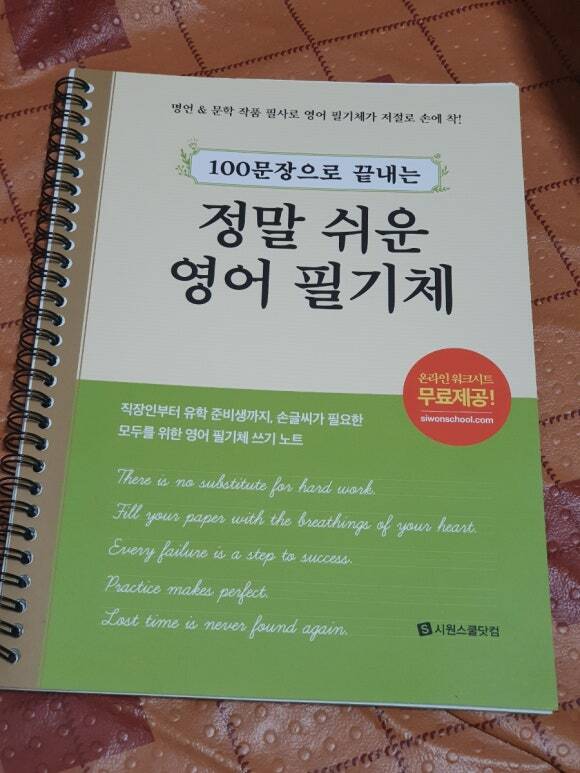 명언 & 문학 작품 필사로 영어 필기체가 저절로 손에 착!
100문장으로 끝내는
정말 쉬운
영어 필기체
온라인 워크시트
무료제공!
siwonschool.com
직장인부터 유학 준비생까지, 손글씨가 필요한
모두를 위한 영어 필기체 쓰기 노트
There is no substitute for hard work.
Fill your paper with the breathings of your heart.
Every failure is a step to success.
Practice makes perfect.
Lost time is never found again.
S 시원스쿨닷컴